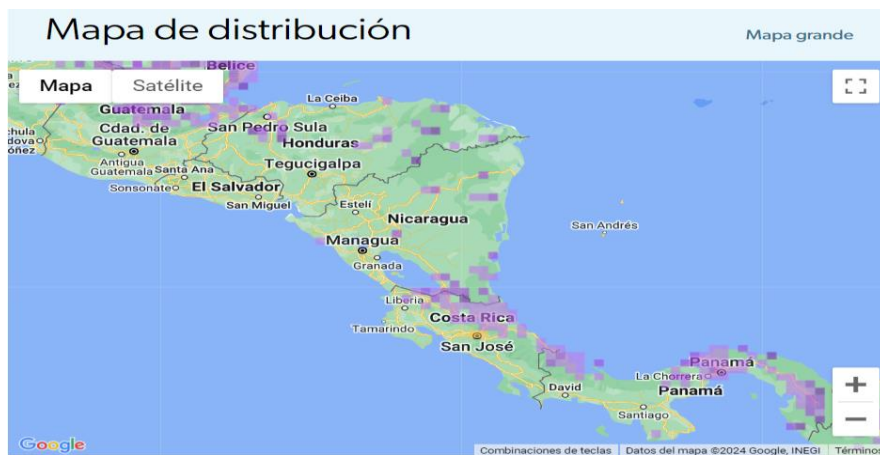 Mapa de distribución
Mapa grande
Belice
Mapa
Satélite
La Ceiba
Guatemala
San Pedro Sula
Cdad. de
Guatemala
Honduras
Antigua
Guatemala
Santa Ana
Tegucigalpa
Sonsonate
El Salvador
San Miguel
Estelí
Nicaragua
San Andrés
Managua
Granada
Liberia
Costa Rica
Tamarindo
San José
Panamá
La Chorrera
David
Panamá
Santiago
Google
Combinaciones de teclas
Datos del mapa ©2024 Google, INEGI
Términos